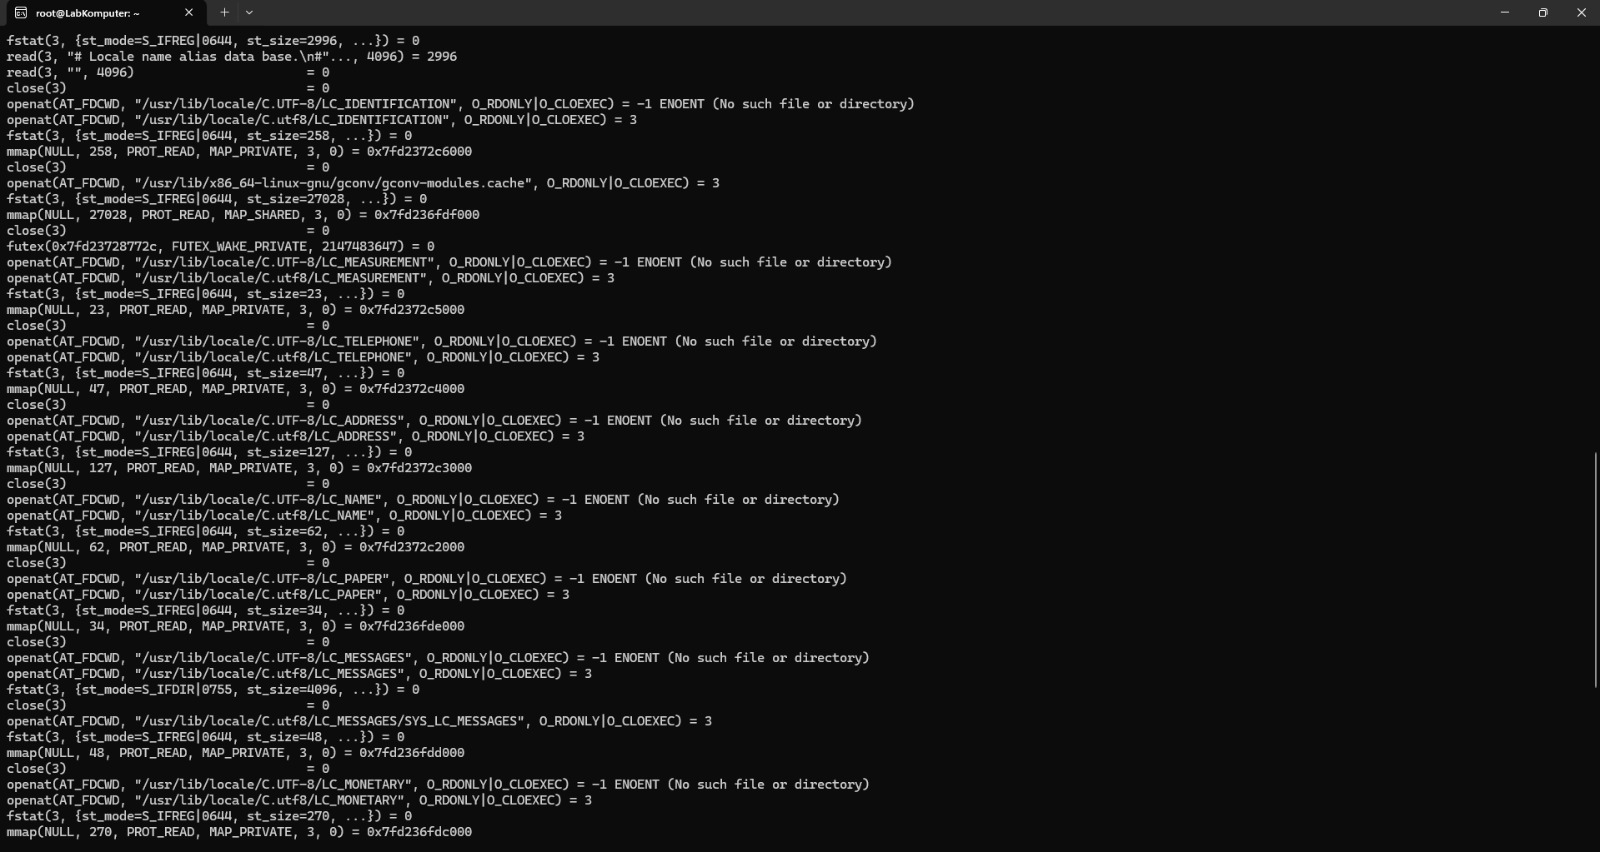 root@LabKomputer: ~
fstat(3, {st_mode=S_IFREG|0644, st_size=2996, ...}) = 0
read(3, "# Locale name alias data base.\n#"..., 4096) = 2996
read(3, "", 4096)                       = 0
close(3)                                = 0
openat(AT_FDCWD, "/usr/lib/locale/C.UTF-8/LC_IDENTIFICATION", O_RDONLY|O_CLOEXEC) = -1 ENOENT (No such file or directory)
openat(AT_FDCWD, "/usr/lib/locale/C.utf8/LC_IDENTIFICATION", O_RDONLY|O_CLOEXEC) = 3
fstat(3, {st_mode=S_IFREG|0644, st_size=258, ...}) = 0
mmap(NULL, 258, PROT_READ, MAP_PRIVATE, 3, 0) = 0x7fd2372c6000
close(3)                                = 0
openat(AT_FDCWD, "/usr/lib/x86_64-linux-gnu/gconv/gconv-modules.cache", O_RDONLY|O_CLOEXEC) = 3
fstat(3, {st_mode=S_IFREG|0644, st_size=27028, ...}) = 0
mmap(NULL, 27028, PROT_READ, MAP_SHARED, 3, 0) = 0x7fd236fdf000
close(3)                                = 0
futex(0x7fd23728772c, FUTEX_WAKE_PRIVATE, 2147483647) = 0
openat(AT_FDCWD, "/usr/lib/locale/C.UTF-8/LC_MEASUREMENT", O_RDONLY|O_CLOEXEC) = -1 ENOENT (No such file or directory)
openat(AT_FDCWD, "/usr/lib/locale/C.utf8/LC_MEASUREMENT", O_RDONLY|O_CLOEXEC) = 3
fstat(3, {st_mode=S_IFREG|0644, st_size=23, ...}) = 0
mmap(NULL, 23, PROT_READ, MAP_PRIVATE, 3, 0) = 0x7fd2372c5000
close(3)                                = 0
openat(AT_FDCWD, "/usr/lib/locale/C.UTF-8/LC_TELEPHONE", O_RDONLY|O_CLOEXEC) = -1 ENOENT (No such file or directory)
openat(AT_FDCWD, "/usr/lib/locale/C.utf8/LC_TELEPHONE", O_RDONLY|O_CLOEXEC) = 3
fstat(3, {st_mode=S_IFREG|0644, st_size=47, ...}) = 0
mmap(NULL, 47, PROT_READ, MAP_PRIVATE, 3, 0) = 0x7fd2372c4000
close(3)                                = 0
openat(AT_FDCWD, "/usr/lib/locale/C.UTF-8/LC_ADDRESS", O_RDONLY|O_CLOEXEC) = -1 ENOENT (No such file or directory)
openat(AT_FDCWD, "/usr/lib/locale/C.utf8/LC_ADDRESS", O_RDONLY|O_CLOEXEC) = 3
fstat(3, {st_mode=S_IFREG|0644, st_size=127, ...}) = 0
mmap(NULL, 127, PROT_READ, MAP_PRIVATE, 3, 0) = 0x7fd2372c3000
close(3)                                = 0
openat(AT_FDCWD, "/usr/lib/locale/C.UTF-8/LC_NAME", O_RDONLY|O_CLOEXEC) = -1 ENOENT (No such file or directory)
openat(AT_FDCWD, "/usr/lib/locale/C.utf8/LC_NAME", O_RDONLY|O_CLOEXEC) = 3
fstat(3, {st_mode=S_IFREG|0644, st_size=62, ...}) = 0
mmap(NULL, 62, PROT_READ, MAP_PRIVATE, 3, 0) = 0x7fd2372c2000
close(3)                                = 0
openat(AT_FDCWD, "/usr/lib/locale/C.UTF-8/LC_PAPER", O_RDONLY|O_CLOEXEC) = -1 ENOENT (No such file or directory)
openat(AT_FDCWD, "/usr/lib/locale/C.utf8/LC_PAPER", O_RDONLY|O_CLOEXEC) = 3
fstat(3, {st_mode=S_IFREG|0644, st_size=34, ...}) = 0
mmap(NULL, 34, PROT_READ, MAP_PRIVATE, 3, 0) = 0x7fd236fde000
close(3)                                = 0
openat(AT_FDCWD, "/usr/lib/locale/C.UTF-8/LC_MESSAGES", O_RDONLY|O_CLOEXEC) = -1 ENOENT (No such file or directory)
openat(AT_FDCWD, "/usr/lib/locale/C.utf8/LC_MESSAGES", O_RDONLY|O_CLOEXEC) = 3
fstat(3, {st_mode=S_IFDIR|0755, st_size=4096, ...}) = 0
close(3)                                = 0
openat(AT_FDCWD, "/usr/lib/locale/C.utf8/LC_MESSAGES/SYS_LC_MESSAGES", O_RDONLY|O_CLOEXEC) = 3
fstat(3, {st_mode=S_IFREG|0644, st_size=48, ...}) = 0
mmap(NULL, 48, PROT_READ, MAP_PRIVATE, 3, 0) = 0x7fd236fdd000
close(3)                                = 0
openat(AT_FDCWD, "/usr/lib/locale/C.UTF-8/LC_MONETARY", O_RDONLY|O_CLOEXEC) = -1 ENOENT (No such file or directory)
openat(AT_FDCWD, "/usr/lib/locale/C.utf8/LC_MONETARY", O_RDONLY|O_CLOEXEC) = 3
fstat(3, {st_mode=S_IFREG|0644, st_size=270, ...}) = 0
mmap(NULL, 270, PROT_READ, MAP_PRIVATE, 3, 0) = 0x7fd236fdc000